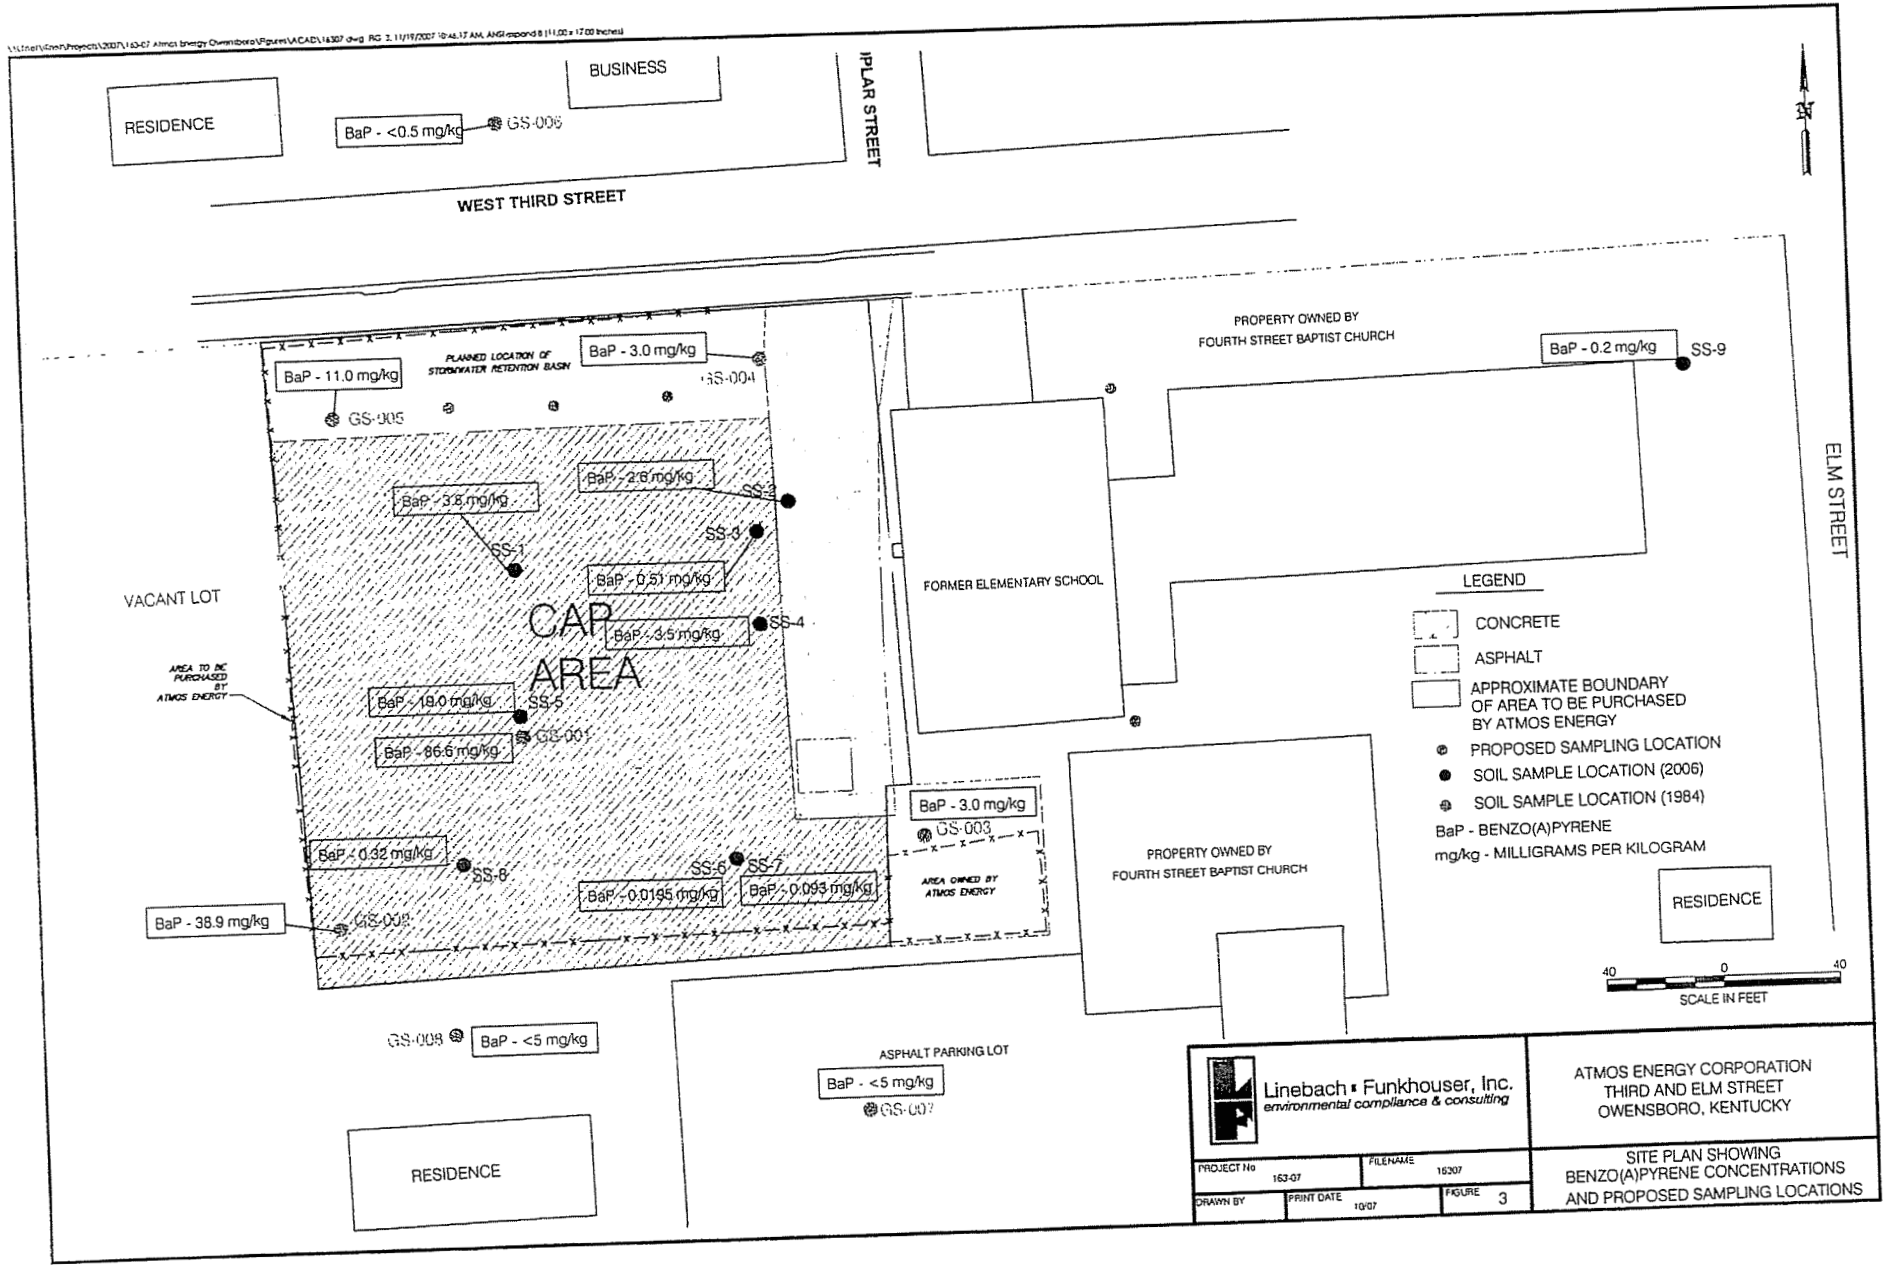 RESIDENCE
BUSINESS
BaP - <0.5 mg/kg
GS-006
WEST THIRD STREET
PLAR STREET
PROPERTY OWNED BY
FOURTH STREET BAPTIST CHURCH
BaP - 0.2 mg/kg
SS-9
ELM STREET
PLANNED LOCATION OF
STORMWATER RETENTION BASIN
BaP - 3.0 mg/kg
GS-004
BaP - 11.0 mg/kg
GS-005
BaP - 2.6 mg/kg
SS-2
BaP - 3.8 mg/kg
SS-1
SS-3
BaP - 0.51 mg/kg
VACANT LOT
CAP
AREA
BaP - 3.5 mg/kg
SS-4
FORMER ELEMENTARY SCHOOL
AREA TO BE
PURCHASED
BY
ATMOS ENERGY
BaP - 19.0 mg/kg
SS-5
BaP - 86.6 mg/kg
GS-001
BaP - 3.0 mg/kg
GS-003
AREA OWNED BY
ATMOS ENERGY
BaP - 0.32 mg/kg
SS-8
SS-6
SS-7
BaP - 0.0195 mg/kg
BaP - 0.093 mg/kg
BaP - 38.9 mg/kg
GS-002
PROPERTY OWNED BY
FOURTH STREET BAPTIST CHURCH
GS-008
BaP - <5 mg/kg
ASPHALT PARKING LOT
BaP - <5 mg/kg
GS-007
RESIDENCE
LEGEND
CONCRETE
ASPHALT
APPROXIMATE BOUNDARY
OF AREA TO BE PURCHASED
BY ATMOS ENERGY
PROPOSED SAMPLING LOCATION
SOIL SAMPLE LOCATION (2006)
SOIL SAMPLE LOCATION (1984)
BaP - BENZO(A)PYRENE
mg/kg - MILLIGRAMS PER KILOGRAM
RESIDENCE
40 0 40
SCALE IN FEET
N
Linebach Funkhouser, Inc.
environmental compliance & consulting
PROJECT No
163-07
FILENAME
16307
DRAWN BY
PRINT DATE
10/07
FIGURE
3
ATMOS ENERGY CORPORATION
THIRD AND ELM STREET
OWENSBORO, KENTUCKY
SITE PLAN SHOWING
BENZO(A)PYRENE CONCENTRATIONS
AND PROPOSED SAMPLING LOCATIONS